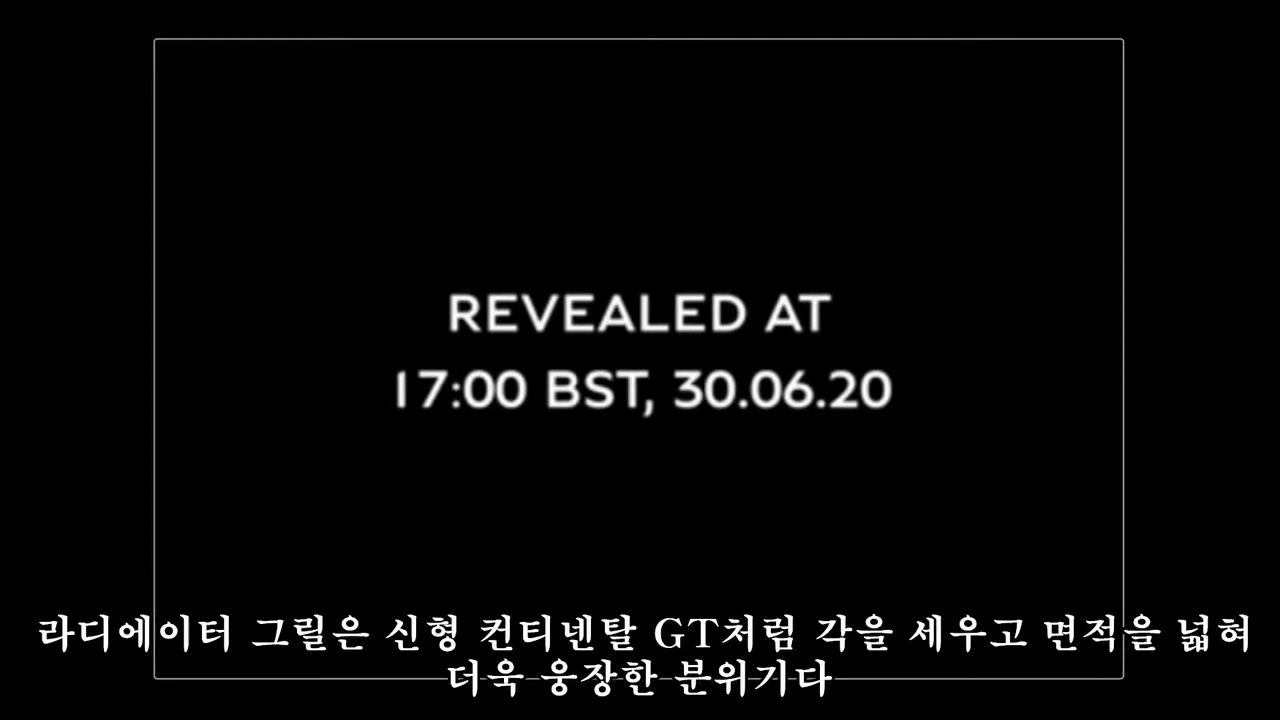 REVEALED AT
17:00 BST, 30.06.20
라디에이터 그릴은 신형 컨티넨탈 GT처럼 각을 세우고 면적을 넓혀
더욱 웅장한 분위기다